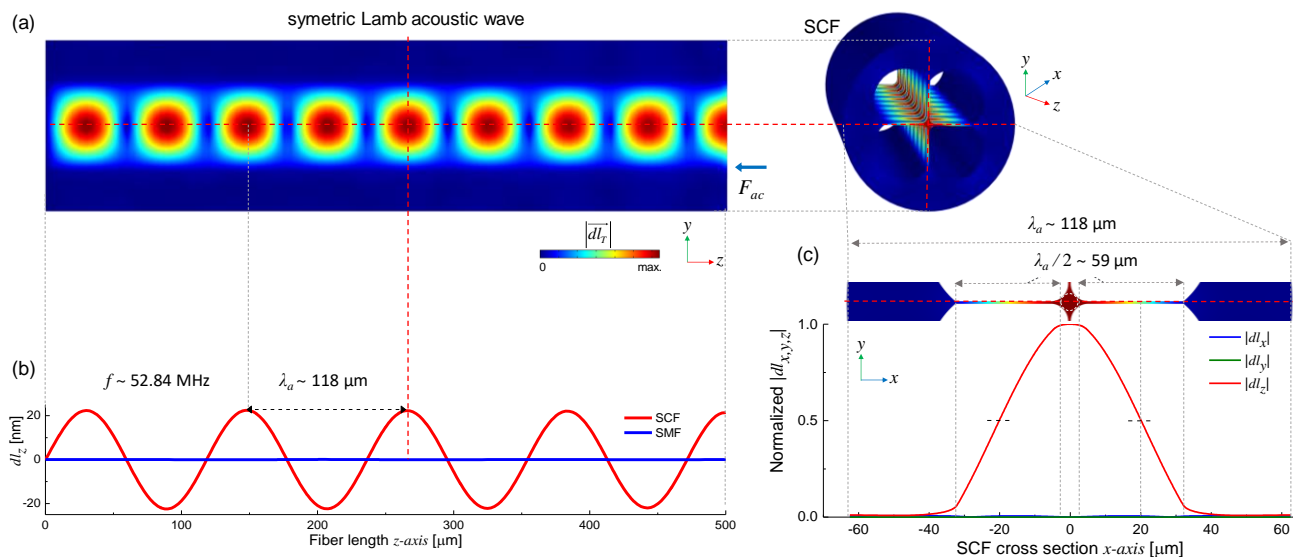 (a)
symetric Lamb acoustic wave
SCF
y
x
z
F_ac
|dl_T|
0 max.
y
z
λ_a ~ 118 μm
(c)
λ_a / 2 ~ 59 μm
(b)
f ~ 52.84 MHz
λ_a ~ 118 μm
SCF
SMF
dl_z [nm]
20
0
-20
0 100 200 300 400 500
Fiber length z-axis [μm]
1.0
0.5
0.0
Normalized |dl_x,y,z|
y
x
|dl_x|
|dl_y|
|dl_z|
-60 -40 -20 0 20 40 60
SCF cross section x-axis [μm]